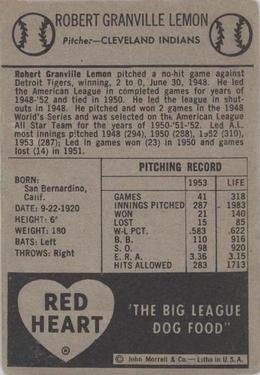 ROBERT GRANVILLE LEMON
Pitcher—CLEVELAND INDIANS
Robert Granville Lemon pitched a no-hit game against
Detroit Tigers, winning, 2 to 0, June 30, 1948. He led
the American League in completed games for years of
1948-'52 and tied in 1950. He led the league in shut-
outs in 1948. He pitched and won 2 games in the 1948
World's Series and was selected on the American League
All Star Team for the years of 1950-'51-'52. Led A.L.
most innings pitched 1948 (294), 1950 (288), 1952 (310),
1953 (287); Led in games won (23) in 1950 and games
lost (14) in 1951.
BORN:
San Bernardino,
Calif.
DATE: 9-22-1920
HEIGHT: 6"
WEIGHT: 180
BATS: Left
THROWS: Right
PITCHING RECORD
1953 LIFE
GAMES 41 318
INNINGS PITCHED 287 1983
WON 21 140
LOST 15 85
W-L PCT. .583 .622
B. B. 110 916
S. O. 98 920
E. R. A. 3.36 3.15
HITS ALLOWED 283 1713
RED
HEART
®
'THE BIG LEAGUE
DOG FOOD"
© John Morrell & Co.—Litho in U.S.A.